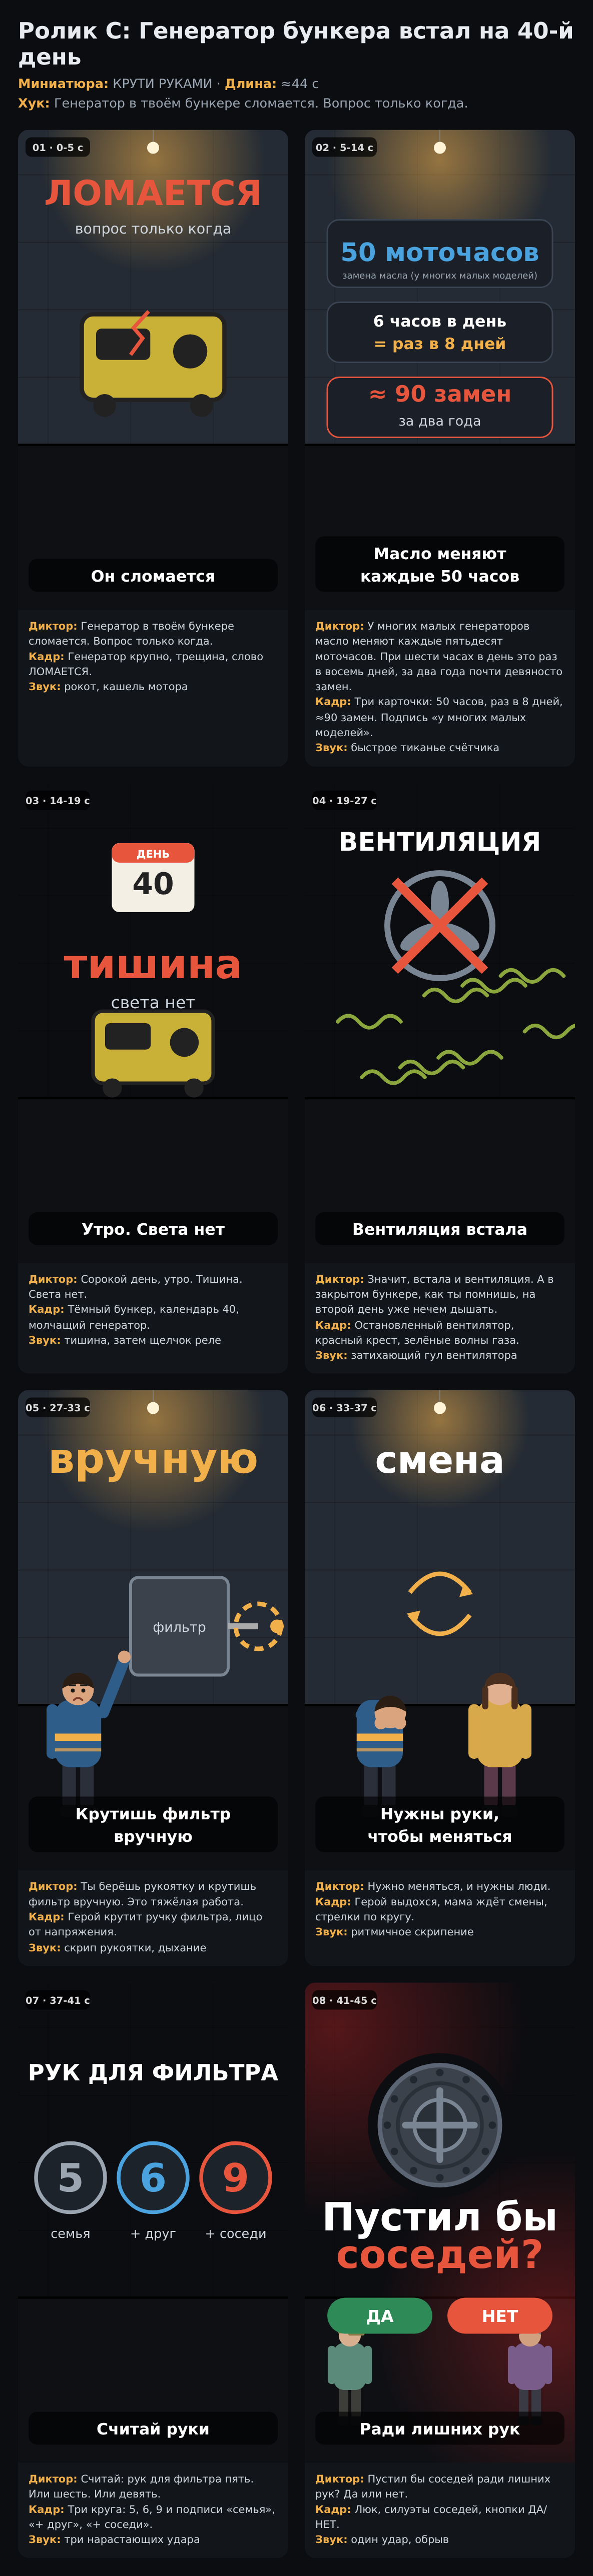 Ролик C: Генератор бункера встал на 40-й
день
Миниатюра: КРУТИ РУКАМИ · Длина: ≈44 с
Хук: Генератор в твоём бункере сломается. Вопрос только когда.
01 · 0-5 с
ЛОМАЕТСЯ
вопрос только когда
Он сломается
Диктор: Генератор в твоём бункере
сломается. Вопрос только когда.
Кадр: Генератор крупно, трещина, слово
ЛОМАЕТСЯ.
Звук: рокот, кашель мотора
02 · 5-14 с
50 моточасов
замена масла (у многих малых моделей)
6 часов в день
= раз в 8 дней
≈ 90 замен
за два года
Масло меняют
каждые 50 часов
Диктор: У многих малых генераторов
масло меняют каждые пятьдесят
моточасов. При шести часах в день это раз
в восемь дней, за два года почти девяносто
замен.
Кадр: Три карточки: 50 часов, раз в 8 дней,
≈90 замен. Подпись «у многих малых
моделей».
Звук: быстрое тиканье счётчика
03 · 14-19 с
ДЕНЬ
40
тишина
света нет
Утро. Света нет
Диктор: Сороковой день, утро. Тишина.
Света нет.
Кадр: Тёмный бункер, календарь 40,
молчащий генератор.
Звук: тишина, затем щелчок реле
04 · 19-27 с
ВЕНТИЛЯЦИЯ
Вентиляция встала
Диктор: Значит, встала и вентиляция. А в
закрытом бункере, как ты помнишь, на
второй день уже нечем дышать.
Кадр: Остановленный вентилятор,
красный крест, зелёные волны газа.
Звук: затихающий гул вентилятора
05 · 27-33 с
вручную
фильтр
Крутишь фильтр
вручную
Диктор: Ты берёшь рукоятку и крутишь
фильтр вручную. Это тяжёлая работа.
Кадр: Герой крутит ручку фильтра, лицо
от напряжения.
Звук: скрип рукоятки, дыхание
06 · 33-37 с
смена
Нужны руки,
чтобы меняться
Диктор: Нужно меняться, и нужны люди.
Кадр: Герой выдохся, мама ждёт смены,
стрелки по кругу.
Звук: ритмичное скрипение
07 · 37-41 с
РУК ДЛЯ ФИЛЬТРА
5 6 9
семья + друг + соседи
Считай руки
Диктор: Считай: рук для фильтра пять.
Или шесть. Или девять.
Кадр: Три круга: 5, 6, 9 и подписи «семья»,
«+ друг», «+ соседи».
Звук: три нарастающих удара
08 · 41-45 с
Пустил бы
соседей?
ДА НЕТ
Ради лишних рук
Диктор: Пустил бы соседей ради лишних
рук? Да или нет.
Кадр: Люк, силуэты соседей, кнопки ДА/
НЕТ.
Звук: один удар, обрыв